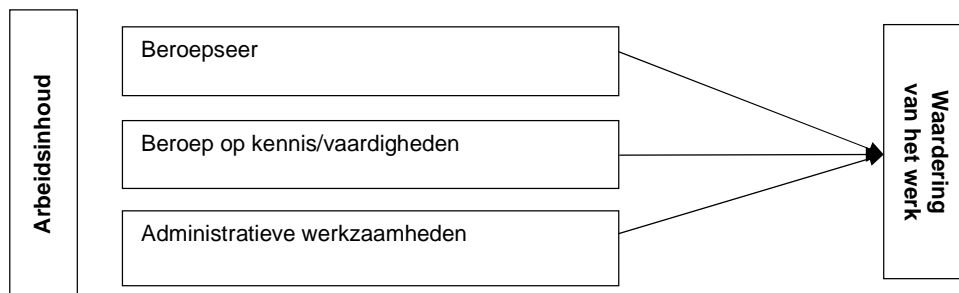 Arbeidsinhoud
Beroepseer
Beroep op kennis/vaardigheden
Administratieve werkzaamheden
Waardering
van het werk